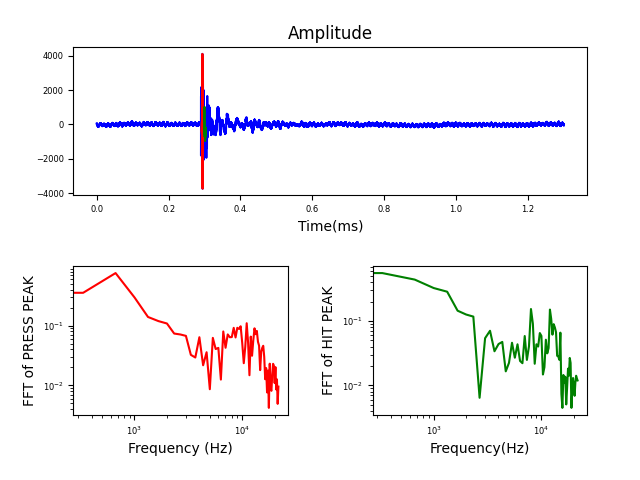 Amplitude
4000
2000
0
−2000
−4000
0.0 0.2 0.4 0.6 0.8 1.0 1.2
Time(ms)
FFT of PRESS PEAK
10⁻¹
10⁻²
10³ 10⁴
Frequency (Hz)
FFT of HIT PEAK
10⁻¹
10⁻²
10³ 10⁴
Frequency(Hz)